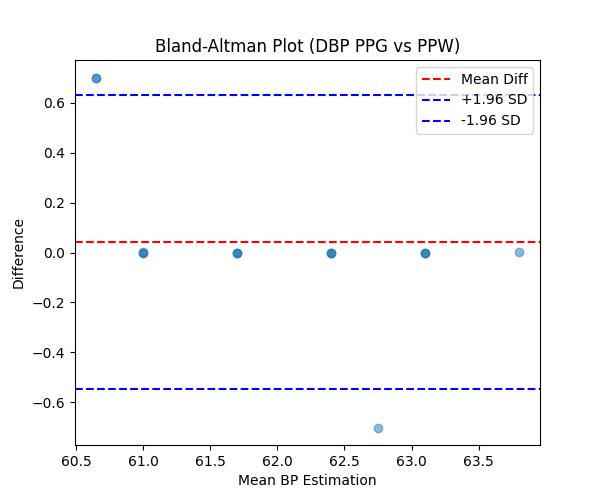 Bland-Altman Plot (DBP PPG vs PPW)
Mean Diff
+1.96 SD
-1.96 SD
0.6
0.4
0.2
0.0
−0.2
−0.4
−0.6
Difference
60.5 61.0 61.5 62.0 62.5 63.0 63.5
Mean BP Estimation